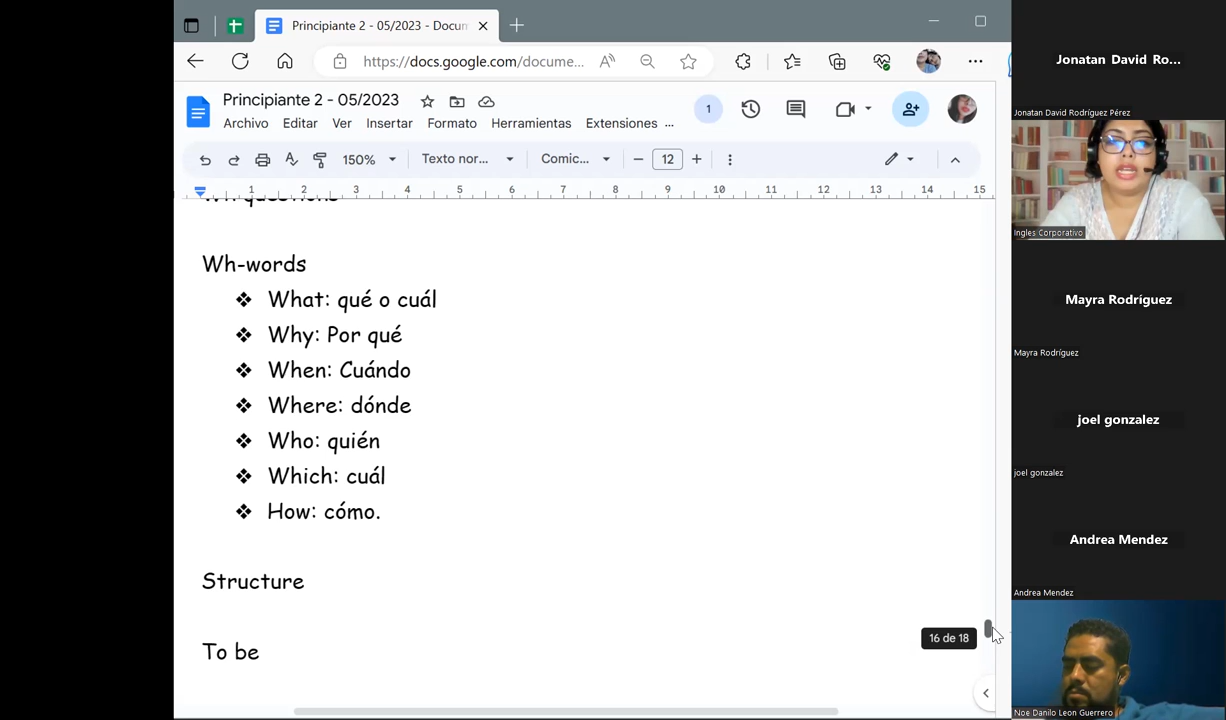 Principiante 2 - 05/2023 - Docum
https://docs.google.com/docume...
Principiante 2 - 05/2023
Archivo Editar Ver Insertar Formato Herramientas Extensiones ...
1
150% Texto nor... Comic... 12
1 2 3 4 5 6 7 8 9 10 11 12 13 14 15
Wh-words
What: qué o cuál
Why: Por qué
When: Cuándo
Where: dónde
Who: quién
Which: cuál
How: cómo.
Structure
To be
16 de 18
Jonatan David Ro...
Jonatan David Rodríguez Pérez
Ingles Corporativo
Mayra Rodríguez
Mayra Rodríguez
joel gonzalez
joel gonzalez
Andrea Mendez
Andrea Mendez
Noe Danilo Leon Guerrero